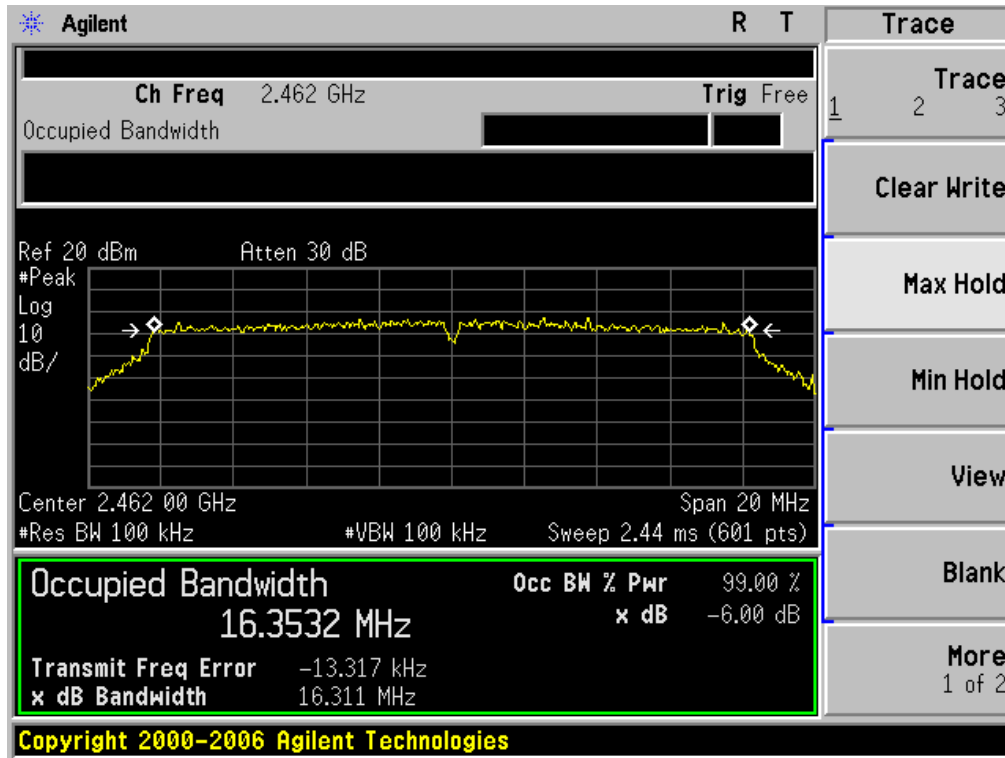 Agilent R T Trace
Ch Freq 2.462 GHz Trig Free
Occupied Bandwidth
Trace
1 2 3
Clear Write
Max Hold
Min Hold
View
Blank
More
1 of 2
Ref 20 dBm Atten 30 dB
#Peak
Log
10
dB/
Center 2.462 00 GHz Span 20 MHz
#Res BW 100 kHz #VBW 100 kHz Sweep 2.44 ms (601 pts)
Occupied Bandwidth Occ BW % Pwr 99.00 %
16.3532 MHz x dB -6.00 dB
Transmit Freq Error -13.317 kHz
x dB Bandwidth 16.311 MHz
Copyright 2000-2006 Agilent Technologies